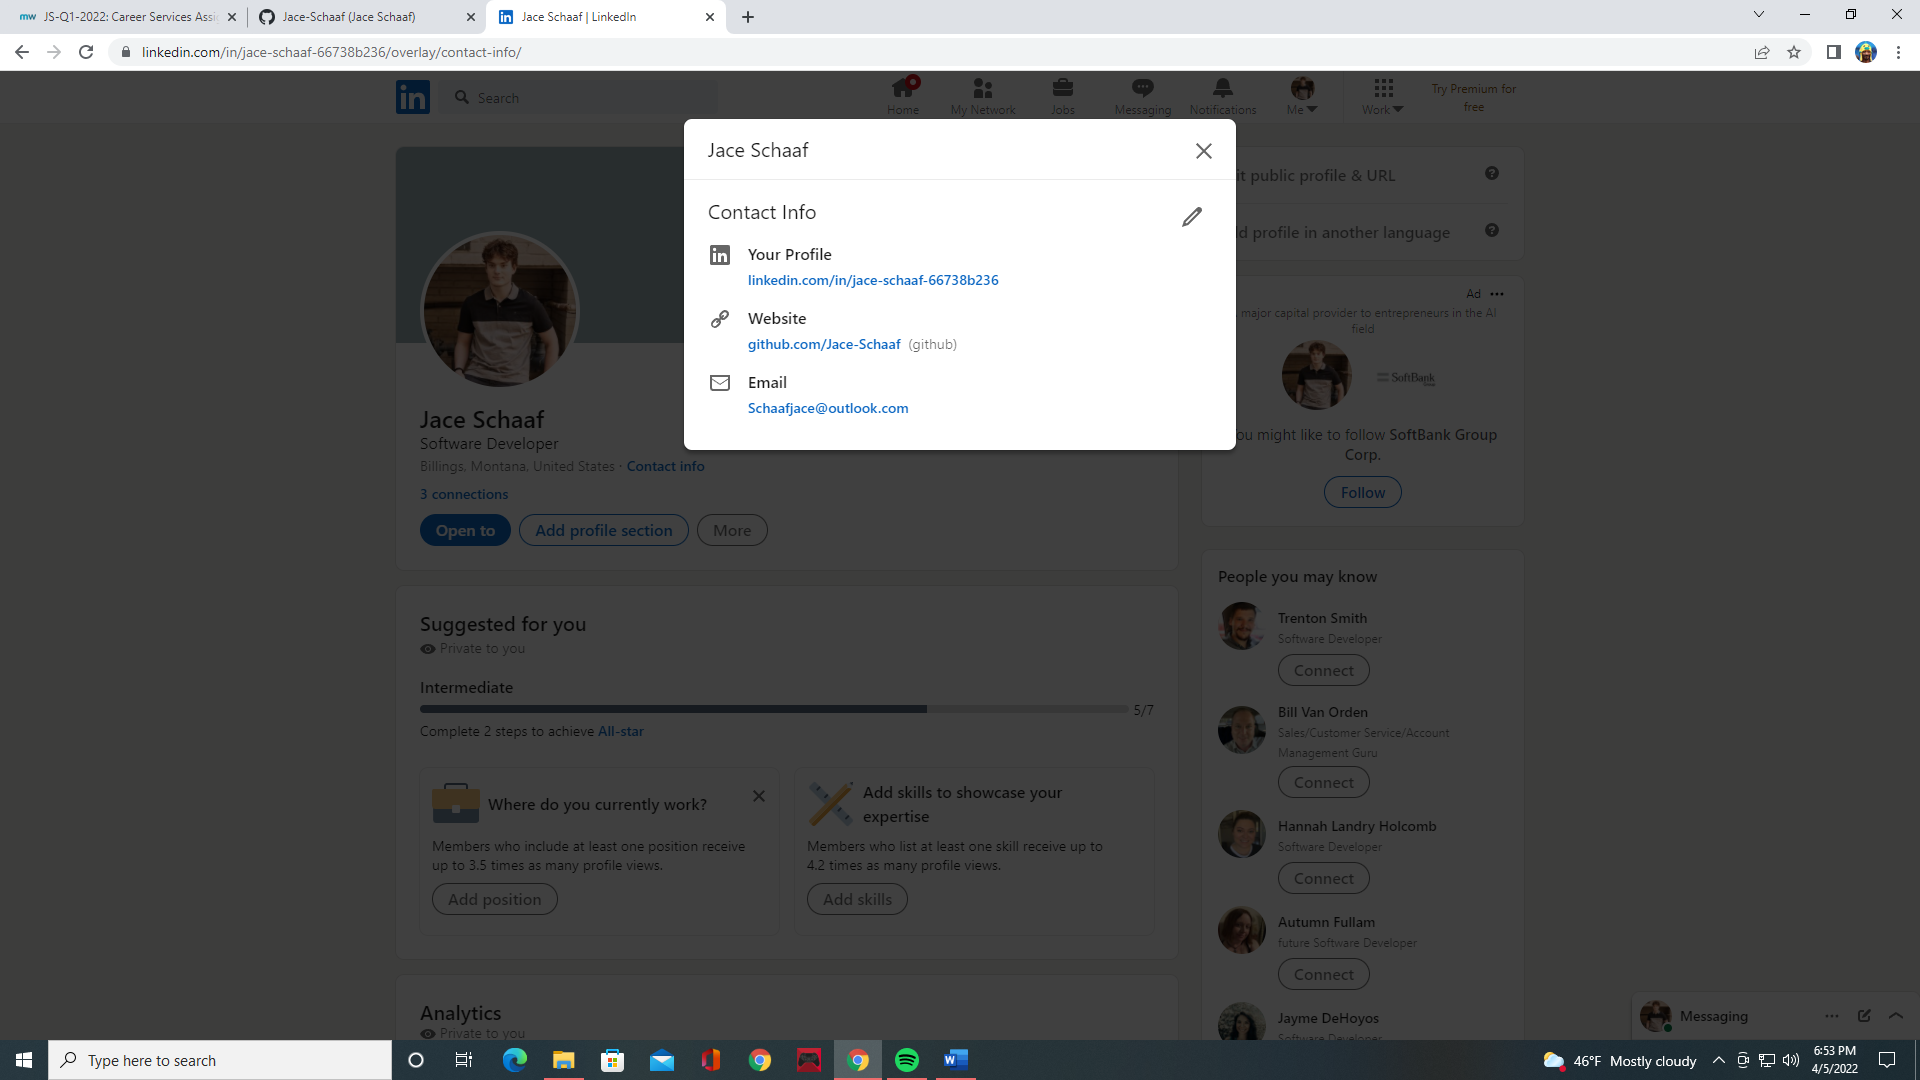 JS-Q1-2022: Career Services Assi
Jace-Schaaf (Jace Schaaf)
Jace Schaaf | LinkedIn
linkedin.com/in/jace-schaaf-66738b236/overlay/contact-info/
Search
Home
My Network
Jobs
Messaging
Notifications
Me
Work
Try Premium for
free
Jace Schaaf
Contact Info
Your Profile
linkedin.com/in/jace-schaaf-66738b236
Website
github.com/Jace-Schaaf (github)
Email
Schaafjace@outlook.com
Jace Schaaf
Software Developer
Billings, Montana, United States · Contact info
3 connections
Open to
Add profile section
More
Suggested for you
Private to you
Intermediate
5/7
Complete 2 steps to achieve All-star
Where do you currently work?
Members who include at least one position receive
up to 3.5 times as many profile views.
Add position
Add skills to showcase your
expertise
Members who list at least one skill receive up to
4.2 times as many profile views.
Add skills
Analytics
Private to you
public profile & URL
profile in another language
Ad
major capital provider to entrepreneurs in the AI
field
SoftBank
ou might like to follow SoftBank Group
Corp.
Follow
People you may know
Trenton Smith
Software Developer
Connect
Bill Van Orden
Sales/Customer Service/Account
Management Guru
Connect
Hannah Landry Holcomb
Software Developer
Connect
Autumn Fullam
future Software Developer
Connect
Jayme DeHoyos
Software Developer
Messaging
Type here to search
46°F Mostly cloudy
6:53 PM
4/5/2022